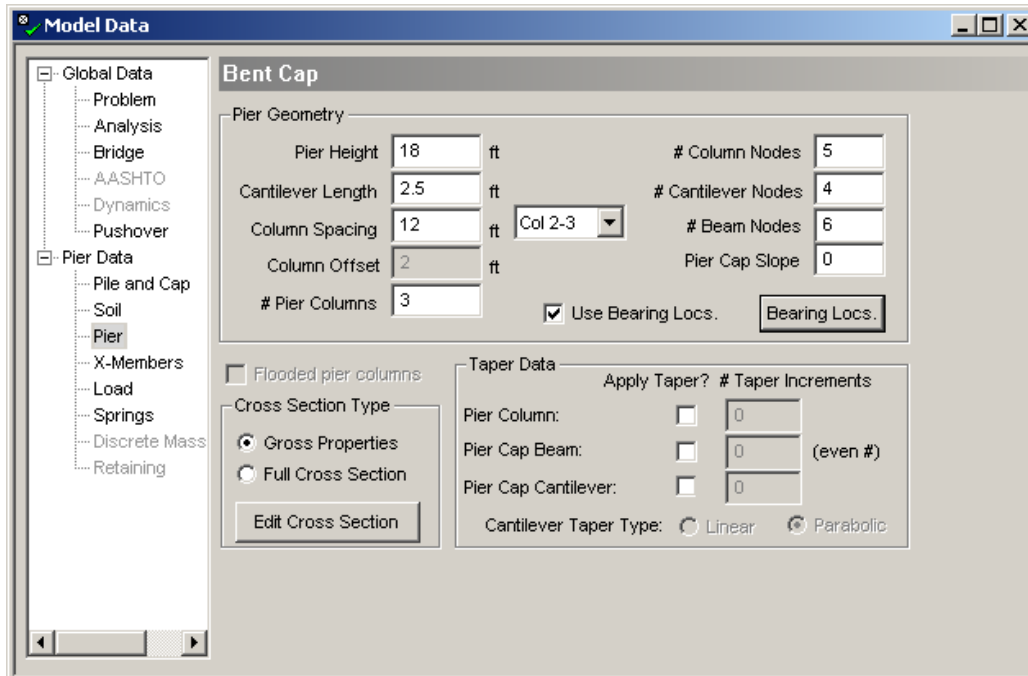 Model Data
Global Data
Problem
Analysis
Bridge
AASHTO
Dynamics
Pushover
Pier Data
Pile and Cap
Soil
Pier
X-Members
Load
Springs
Discrete Mass
Retaining
Bent Cap
Pier Geometry
Pier Height 18 ft
Cantilever Length 2.5 ft
Column Spacing 12 ft Col 2-3
Column Offset 2 ft
# Pier Columns 3
# Column Nodes 5
# Cantilever Nodes 4
# Beam Nodes 6
Pier Cap Slope 0
Use Bearing Locs. Bearing Locs.
Flooded pier columns
Cross Section Type
Gross Properties
Full Cross Section
Edit Cross Section
Taper Data
Apply Taper? # Taper Increments
Pier Column: 0
Pier Cap Beam: 0 (even #)
Pier Cap Cantilever: 0
Cantilever Taper Type: Linear Parabolic